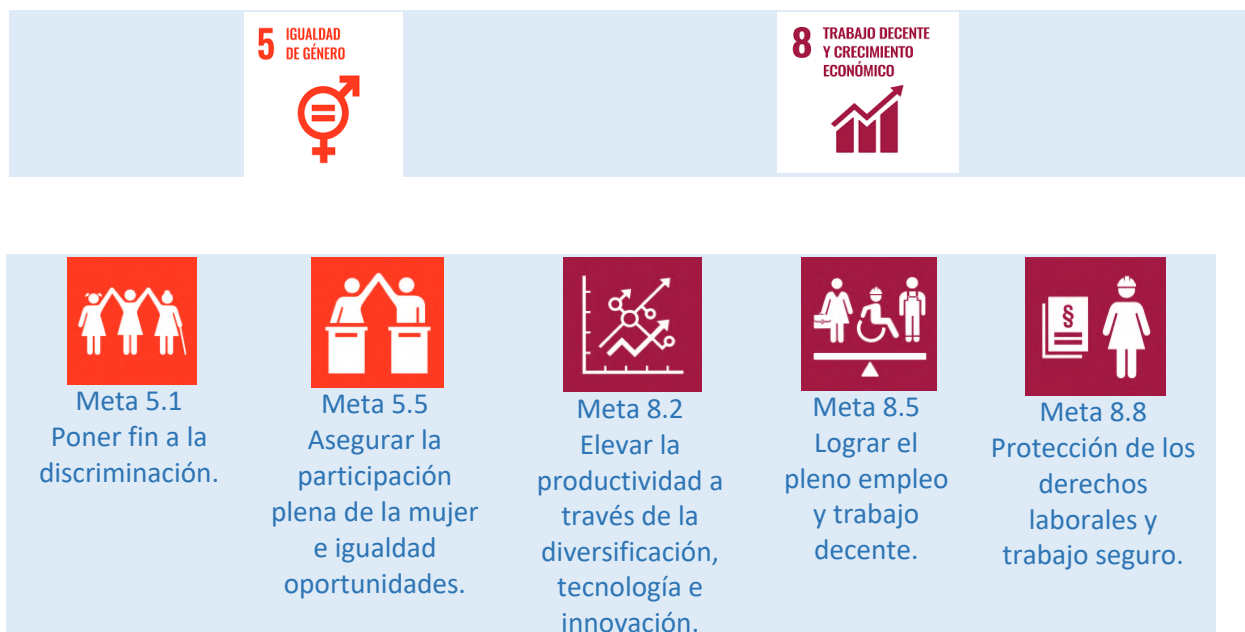 5 IGUALDAD
DE GÉNERO
8 TRABAJO DECENTE
Y CRECIMIENTO
ECONÓMICO
Meta 5.1
Poner fin a la
discriminación.
Meta 5.5
Asegurar la
participación
plena de la mujer
e igualdad
oportunidades.
Meta 8.2
Elevar la
productividad a
través de la
diversificación,
tecnología e
innovación.
Meta 8.5
Lograr el
pleno empleo
y trabajo
decente.
§
Meta 8.8
Protección de los
derechos
laborales y
trabajo seguro.